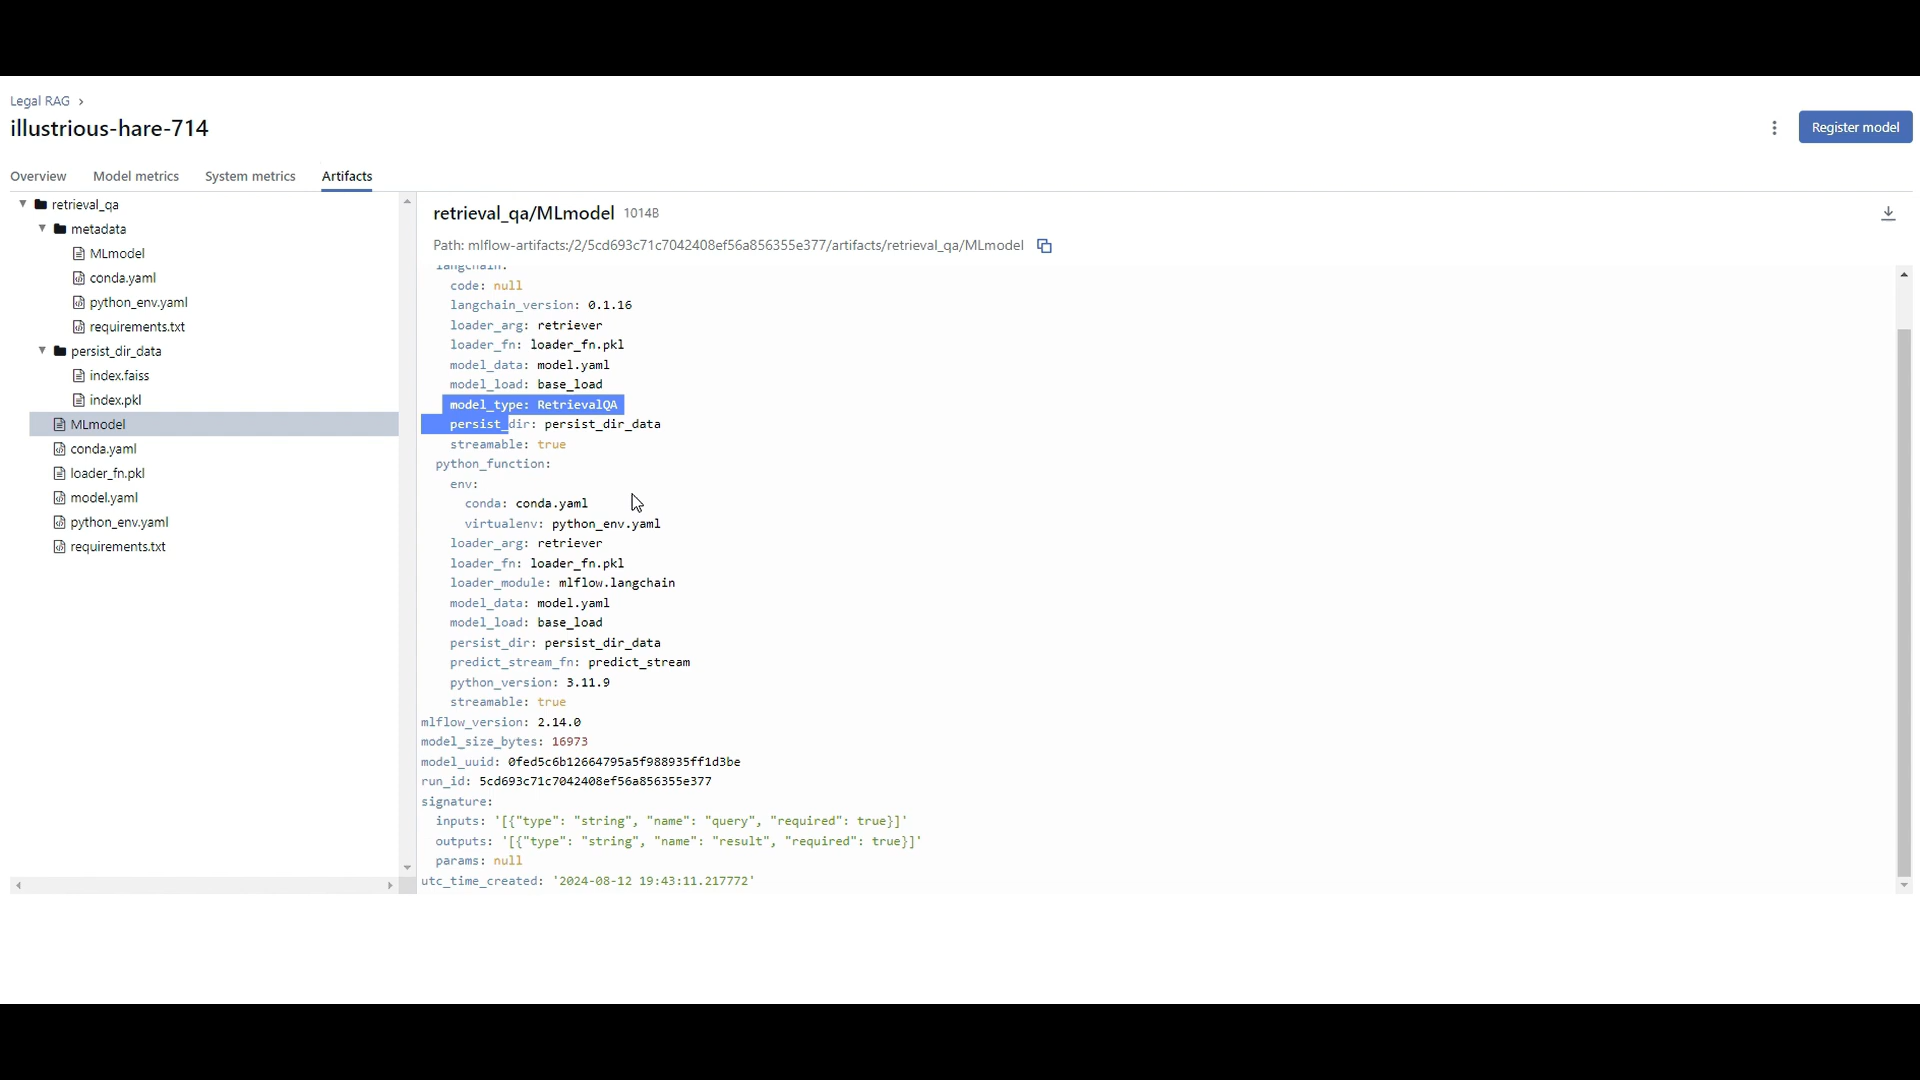 Legal RAG
illustrious-hare-714
Register model
Overview Model metrics System metrics Artifacts
retrieval_qa
metadata
MLmodel
conda.yaml
python_env.yaml
requirements.txt
persist_dir_data
index.faiss
index.pkl
MLmodel
conda.yaml
loader_fn.pkl
model.yaml
python_env.yaml
requirements.txt
retrieval_qa/MLmodel 1014B
Path: mlflow-artifacts:/2/5cd693c71c7042408ef56a856355e377/artifacts/retrieval_qa/MLmodel
langchain:
code: null
langchain_version: 0.1.16
loader_arg: retriever
loader_fn: loader_fn.pkl
model_data: model.yaml
model_load: base_load
model_type: RetrievalQA
persist_dir: persist_dir_data
streamable: true
python_function:
env:
conda: conda.yaml
virtualenv: python_env.yaml
loader_arg: retriever
loader_fn: loader_fn.pkl
loader_module: mlflow.langchain
model_data: model.yaml
model_load: base_load
persist_dir: persist_dir_data
predict_stream_fn: predict_stream
python_version: 3.11.9
streamable: true
mlflow_version: 2.14.0
model_size_bytes: 16973
model_uuid: 0fed5c6b12664795a5f988935ff1d3be
run_id: 5cd693c71c7042408ef56a856355e377
signature:
inputs: '[{"type": "string", "name": "query", "required": true}]'
outputs: '[{"type": "string", "name": "result", "required": true}]'
params: null
utc_time_created: '2024-08-12 19:43:11.217772'